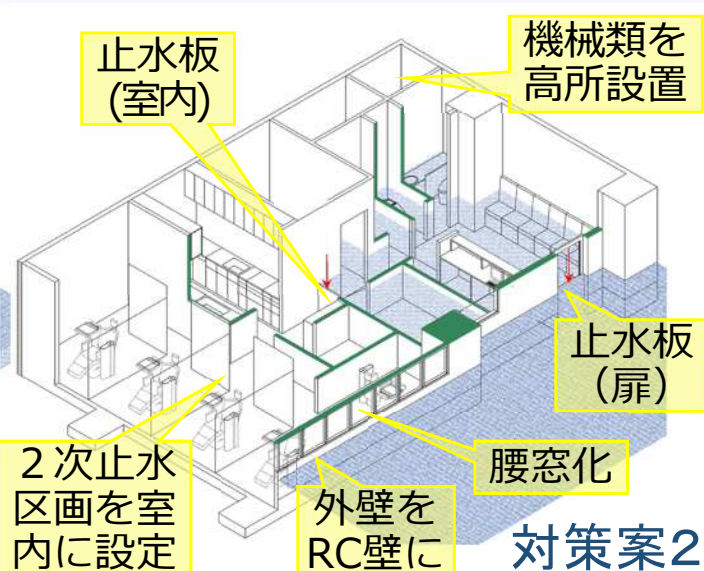 止水板
(室内)
機械類を
高所設置
止水板
（扉）
腰窓化
２次止水
区画を室
内に設定
外壁を
RC壁に
対策案2